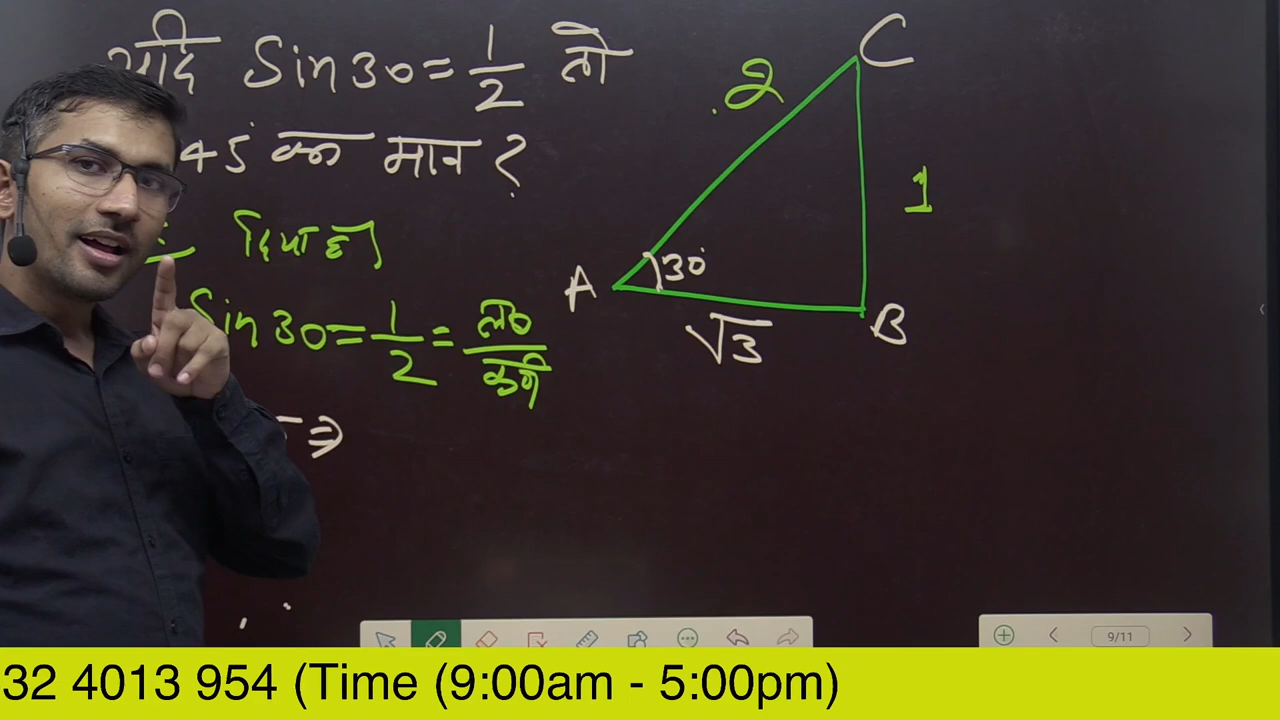 यदि Sin30=1/2 तो
45 का मान ?
दिया है
Sin30=1/2=ल०/कर्ण
⇒
C
2
1
30°
A
B
√3
9/11
32 4013 954 (Time (9:00am - 5:00pm)